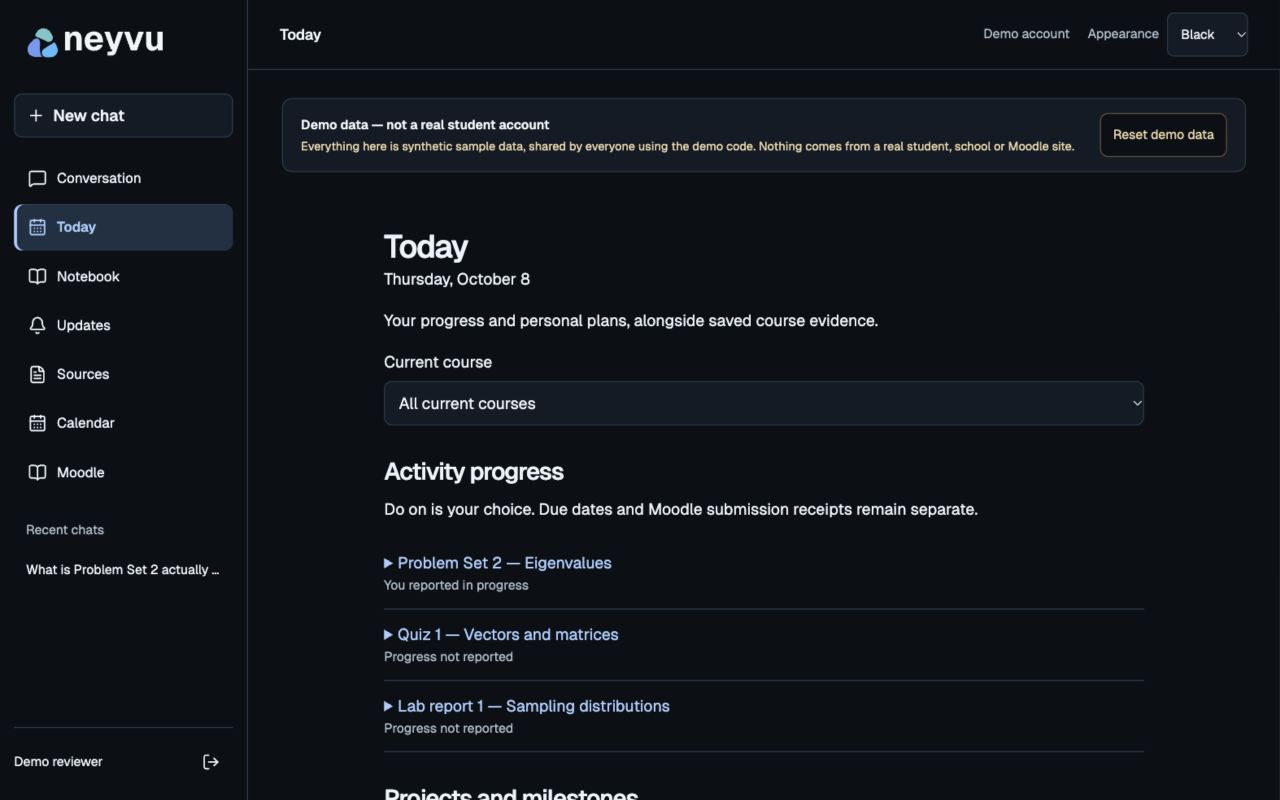 neyvu
New chat
Conversation
Today
Notebook
Updates
Sources
Calendar
Moodle
Recent chats
What is Problem Set 2 actually …
Demo reviewer
Today
Demo account
Appearance
Black
Demo data — not a real student account
Everything here is synthetic sample data, shared by everyone using the demo code. Nothing comes from a real student, school or Moodle site.
Reset demo data
Today
Thursday, October 8
Your progress and personal plans, alongside saved course evidence.
Current course
All current courses
Activity progress
Do on is your choice. Due dates and Moodle submission receipts remain separate.
Problem Set 2 — Eigenvalues
You reported in progress
Quiz 1 — Vectors and matrices
Progress not reported
Lab report 1 — Sampling distributions
Progress not reported
Projects and milestones